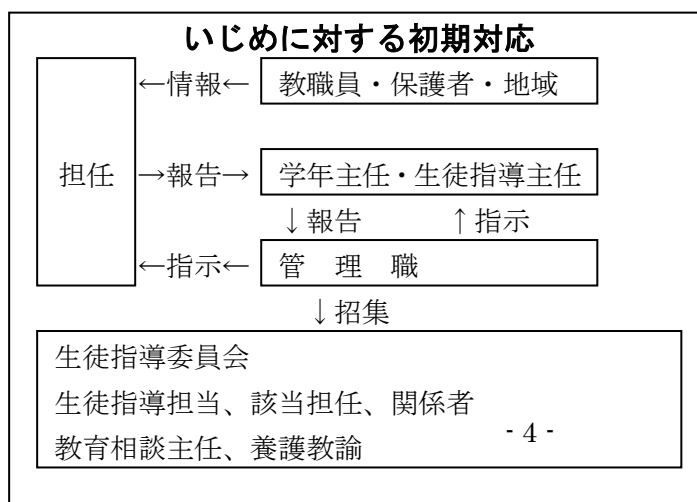 いじめに対する初期対応
←情報← 教職員・保護者・地域
担任 →報告→ 学年主任・生徒指導主任
↓報告 ↑指示
←指示← 管 理 職
↓招集
生徒指導委員会
生徒指導担当、該当担任、関係者
教育相談主任、養護教諭
- 4 -